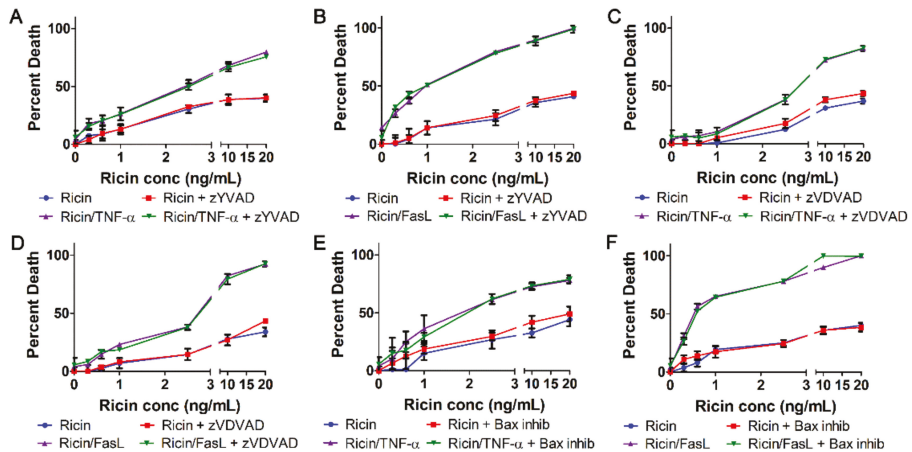 A
Percent Death
100
50
0
0 1 2 3 10 15 20
Ricin conc (ng/mL)
Ricin
Ricin + zYVAD
Ricin/TNF-α
Ricin/TNF-α + zYVAD
B
Percent Death
100
50
0
0 1 2 3 10 15 20
Ricin conc (ng/mL)
Ricin
Ricin + zYVAD
Ricin/FasL
Ricin/FasL + zYVAD
C
Percent Death
100
50
0
0 1 2 3 10 15 20
Ricin conc (ng/mL)
Ricin
Ricin + zVDVAD
Ricin/TNF-α
Ricin/TNF-α + zVDVAD
D
Percent Death
100
50
0
0 1 2 3 10 15 20
Ricin conc (ng/mL)
Ricin
Ricin + zVDVAD
Ricin/FasL
Ricin/FasL + zVDVAD
E
Percent Death
100
50
0
0 1 2 3 10 15 20
Ricin conc (ng/mL)
Ricin
Ricin + Bax inhib
Ricin/TNF-α
Ricin/TNF-α + Bax inhib
F
Percent Death
100
50
0
0 1 2 3 10 15 20
Ricin conc (ng/mL)
Ricin
Ricin + Bax inhib
Ricin/FasL
Ricin/FasL + Bax inhib